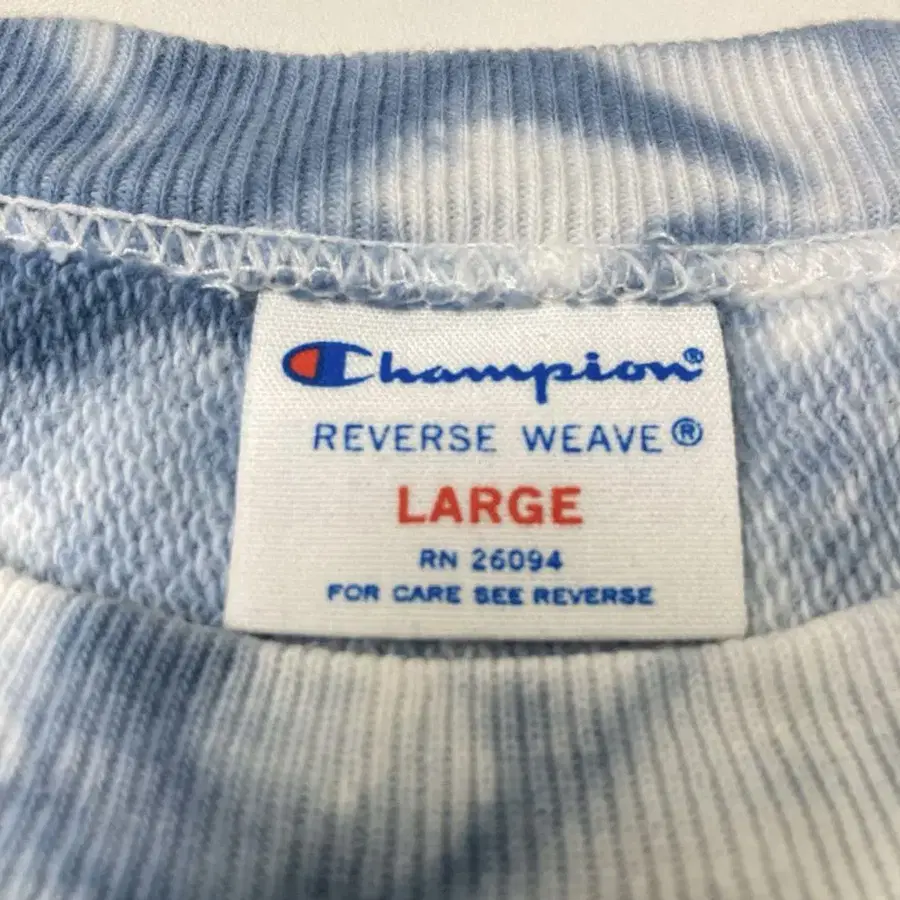 Champion®
REVERSE WEAVE®
LARGE
RN 26094
FOR CARE SEE REVERSE